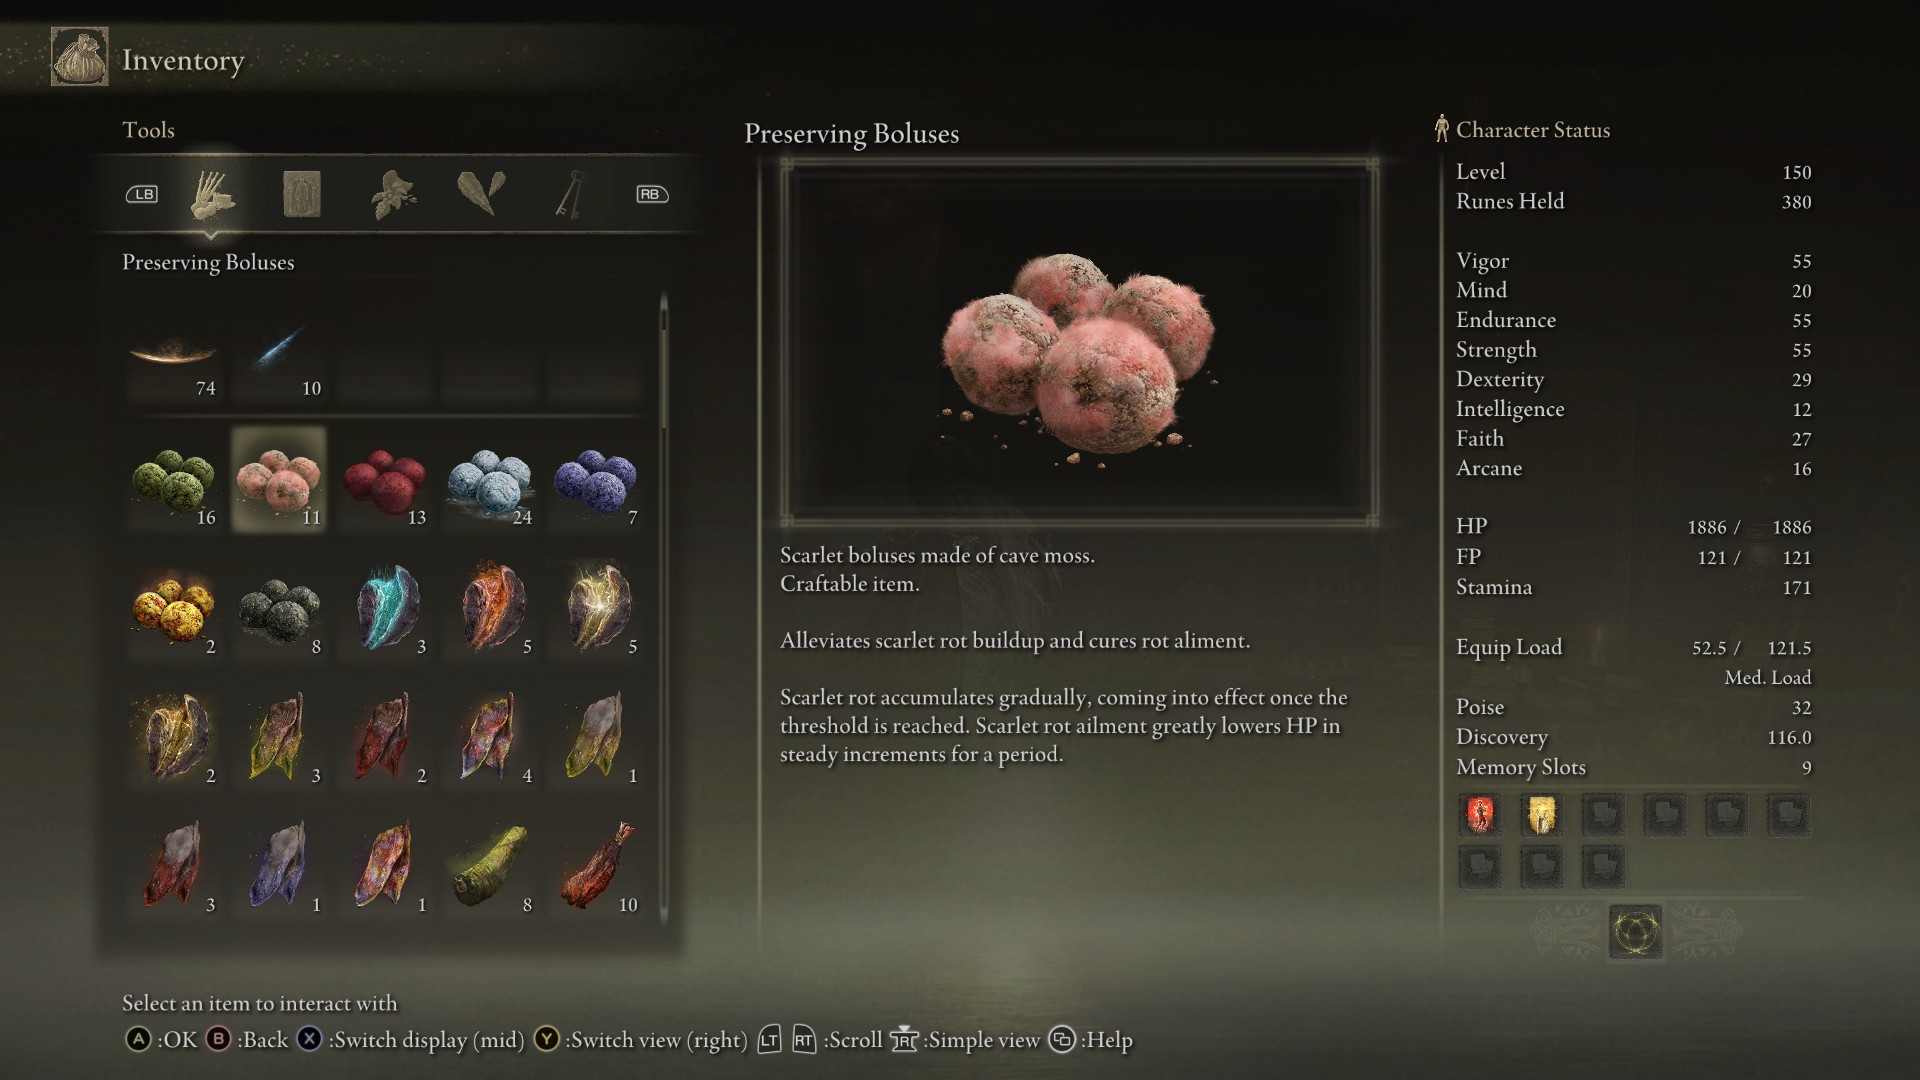 Inventory
Tools
LB
RB
Preserving Boluses
74 10
16 11 13 24 7
2 8 3 5 5
2 3 2 4 1
3 1 1 8 10
Preserving Boluses
Scarlet boluses made of cave moss.
Craftable item.
Alleviates scarlet rot buildup and cures rot aliment.
Scarlet rot accumulates gradually, coming into effect once the
threshold is reached. Scarlet rot ailment greatly lowers HP in
steady increments for a period.
Character Status
Level 150
Runes Held 380
Vigor 55
Mind 20
Endurance 55
Strength 55
Dexterity 29
Intelligence 12
Faith 27
Arcane 16
HP 1886 / 1886
FP 121 / 121
Stamina 171
Equip Load 52.5 / 121.5
Med. Load
Poise 32
Discovery 116.0
Memory Slots 9
Select an item to interact with
A :OK B :Back X :Switch display (mid) Y :Switch view (right) LT RT :Scroll R :Simple view :Help